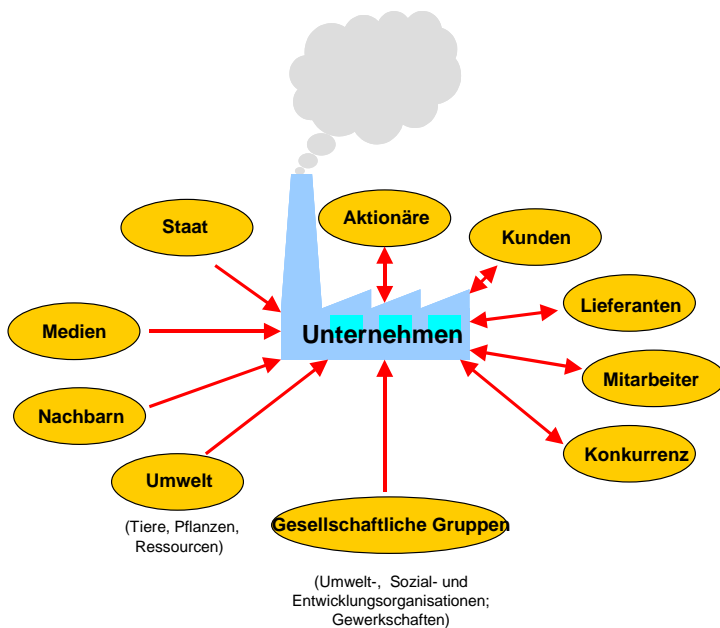 Aktionäre
Staat
Kunden
Lieferanten
Medien
Unternehmen
Mitarbeiter
Nachbarn
Konkurrenz
Umwelt
(Tiere, Pflanzen,
Ressourcen)
Gesellschaftliche Gruppen
(Umwelt-, Sozial- und
Entwicklungsorganisationen;
Gewerkschaften)